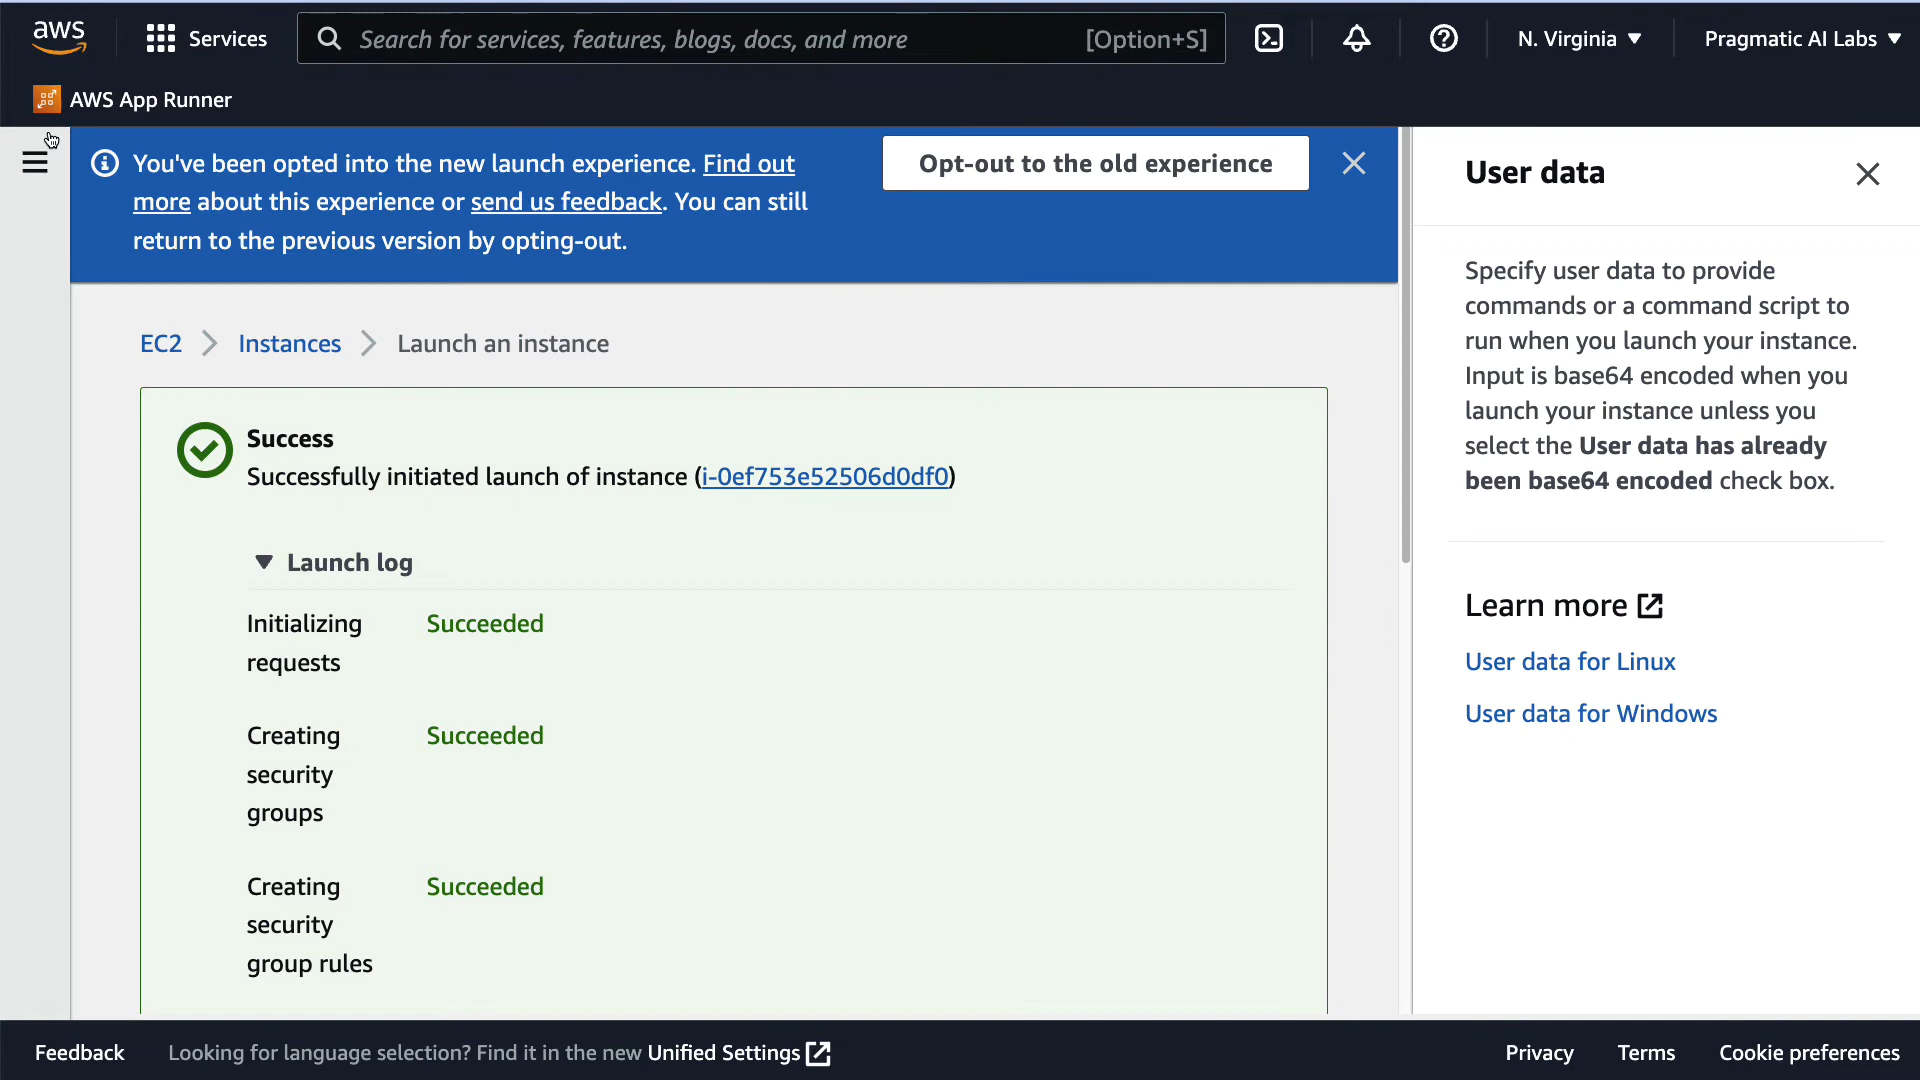 aws
Services
Search for services, features, blogs, docs, and more
[Option+S]
N. Virginia
Pragmatic AI Labs
AWS App Runner
You've been opted into the new launch experience. Find out
more about this experience or send us feedback. You can still
return to the previous version by opting-out.
Opt-out to the old experience
EC2
Instances
Launch an instance
Success
Successfully initiated launch of instance (i-0ef753e52506d0df0)
Launch log
Initializing
requests
Succeeded
Creating
security
groups
Succeeded
Creating
security
group rules
Succeeded
User data
Specify user data to provide
commands or a command script to
run when you launch your instance.
Input is base64 encoded when you
launch your instance unless you
select the User data has already
been base64 encoded check box.
Learn more
User data for Linux
User data for Windows
Feedback
Looking for language selection? Find it in the new Unified Settings
Privacy
Terms
Cookie preferences